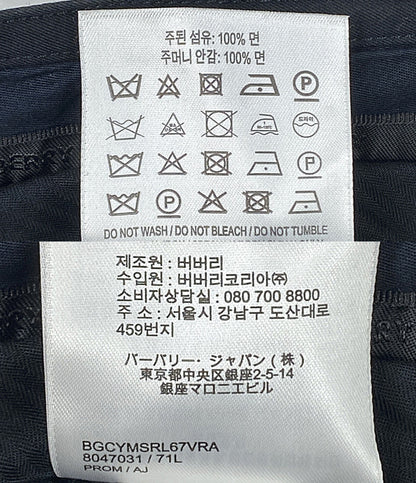 주된 섬유: 100% 면
주머니 안감: 100% 면
DO NOT WASH / DO NOT BLEACH / DO NOT TUMBLE
제조원 : 버버리
수입원 : 버버리코리아㈜
소비자상담실 : 080 700 8800
주 소 : 서울시 강남구 도산대로
459번지
バーバリー・ジャパン (株)
東京都中央区銀座2-5-14
銀座マロニエビル
BGCYMSRL67VRA
8047031 / 71L
PROM / AJ